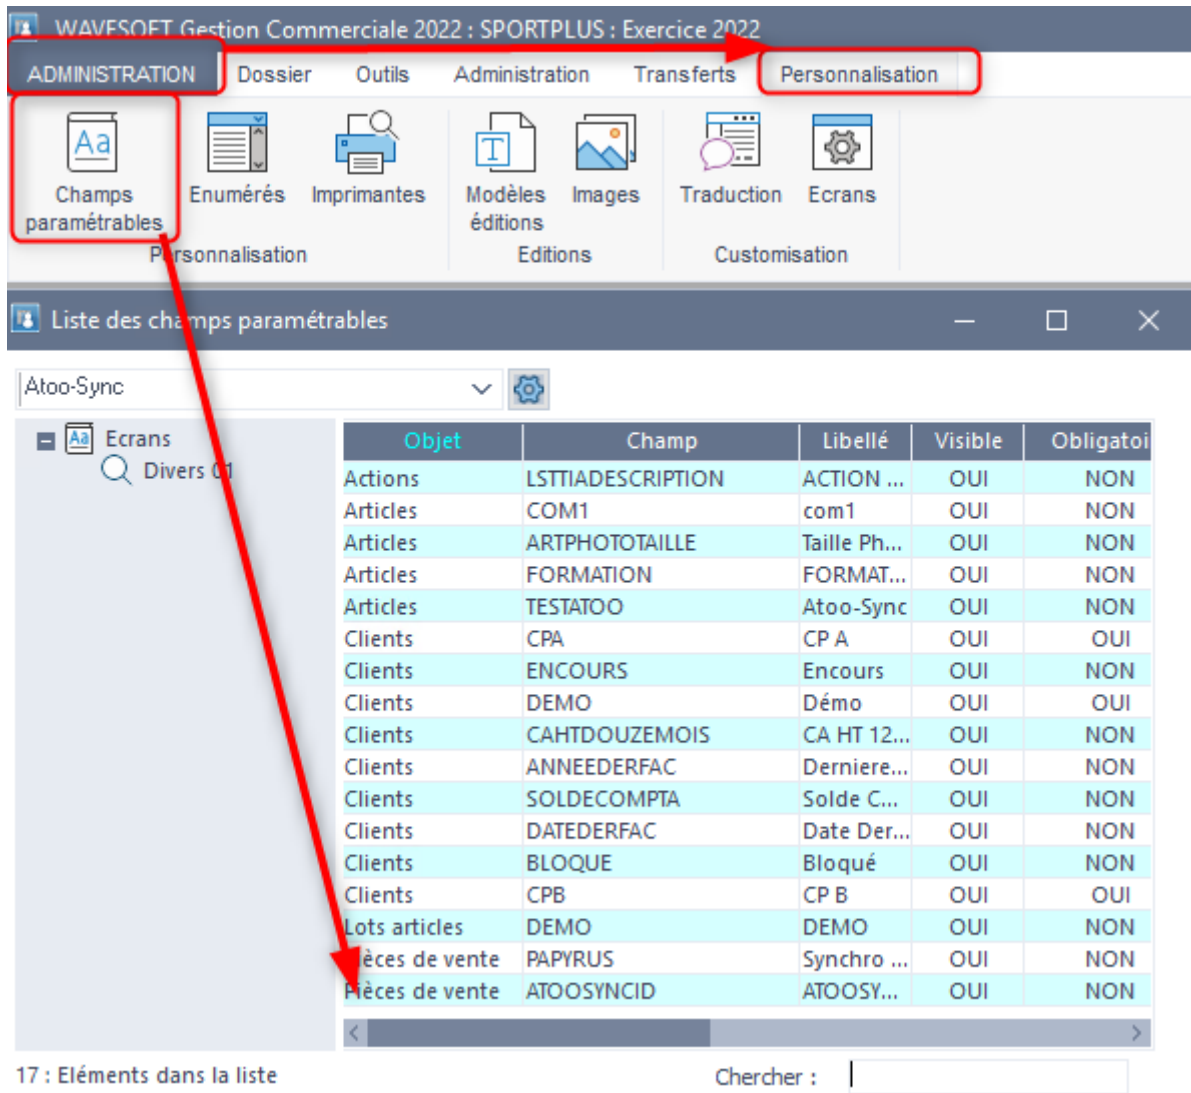 WAVESOFT Gestion Commerciale 2022 : SPORTPLUS : Exercice 2022
ADMINISTRATION Dossier Outils Administration Transferts Personnalisation
Champs paramétrables Enumérés Imprimantes Modèles éditions Images Traduction Ecrans
Personnalisation Editions Customisation
Liste des champs paramétrables
Atoo-Sync
Ecrans
Divers 01
Objet Champ Libellé Visible Obligatoi
Actions LSTTIADESCRIPTION ACTION ... OUI NON
Articles COM1 com1 OUI NON
Articles ARTPHOTOTAILLE Taille Ph... OUI NON
Articles FORMATION FORMAT... OUI NON
Articles TESTATOO Atoo-Sync OUI NON
Clients CPA CP A OUI OUI
Clients ENCOURS Encours OUI NON
Clients DEMO Démo OUI OUI
Clients CAHTDOUZEMOIS CA HT 12... OUI NON
Clients ANNEEDERFAC Derniere... OUI NON
Clients SOLDECOMPTA Solde C... OUI NON
Clients DATEDERFAC Date Der... OUI NON
Clients BLOQUE Bloqué OUI NON
Clients CPB CP B OUI OUI
Lots articles DEMO DEMO OUI NON
Pièces de vente PAPYRUS Synchro ... OUI NON
Pièces de vente ATOOSYNCID ATOOSY... OUI NON
17 : Eléments dans la liste Chercher :